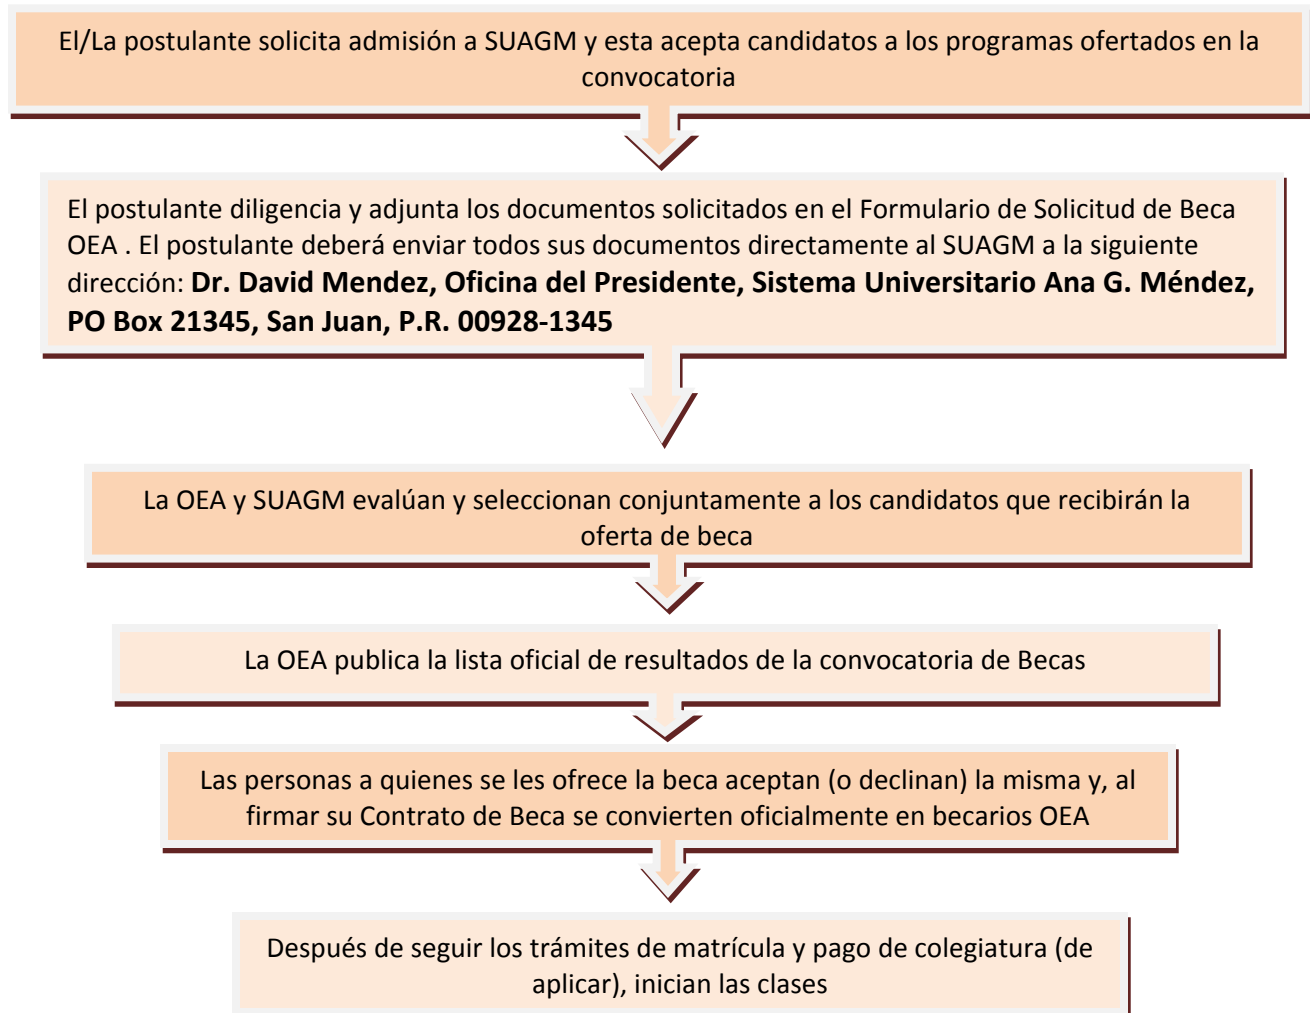 El/La postulante solicita admisión a SUAGM y esta acepta candidatos a los programas ofertados en la
convocatoria
El postulante diligencia y adjunta los documentos solicitados en el Formulario de Solicitud de Beca
OEA . El postulante deberá enviar todos sus documentos directamente al SUAGM a la siguiente
dirección: Dr. David Mendez, Oficina del Presidente, Sistema Universitario Ana G. Méndez,
PO Box 21345, San Juan, P.R. 00928-1345
La OEA y SUAGM evalúan y seleccionan conjuntamente a los candidatos que recibirán la
oferta de beca
La OEA publica la lista oficial de resultados de la convocatoria de Becas
Las personas a quienes se les ofrece la beca aceptan (o declinan) la misma y, al
firmar su Contrato de Beca se convierten oficialmente en becarios OEA
Después de seguir los trámites de matrícula y pago de colegiatura (de
aplicar), inician las clases